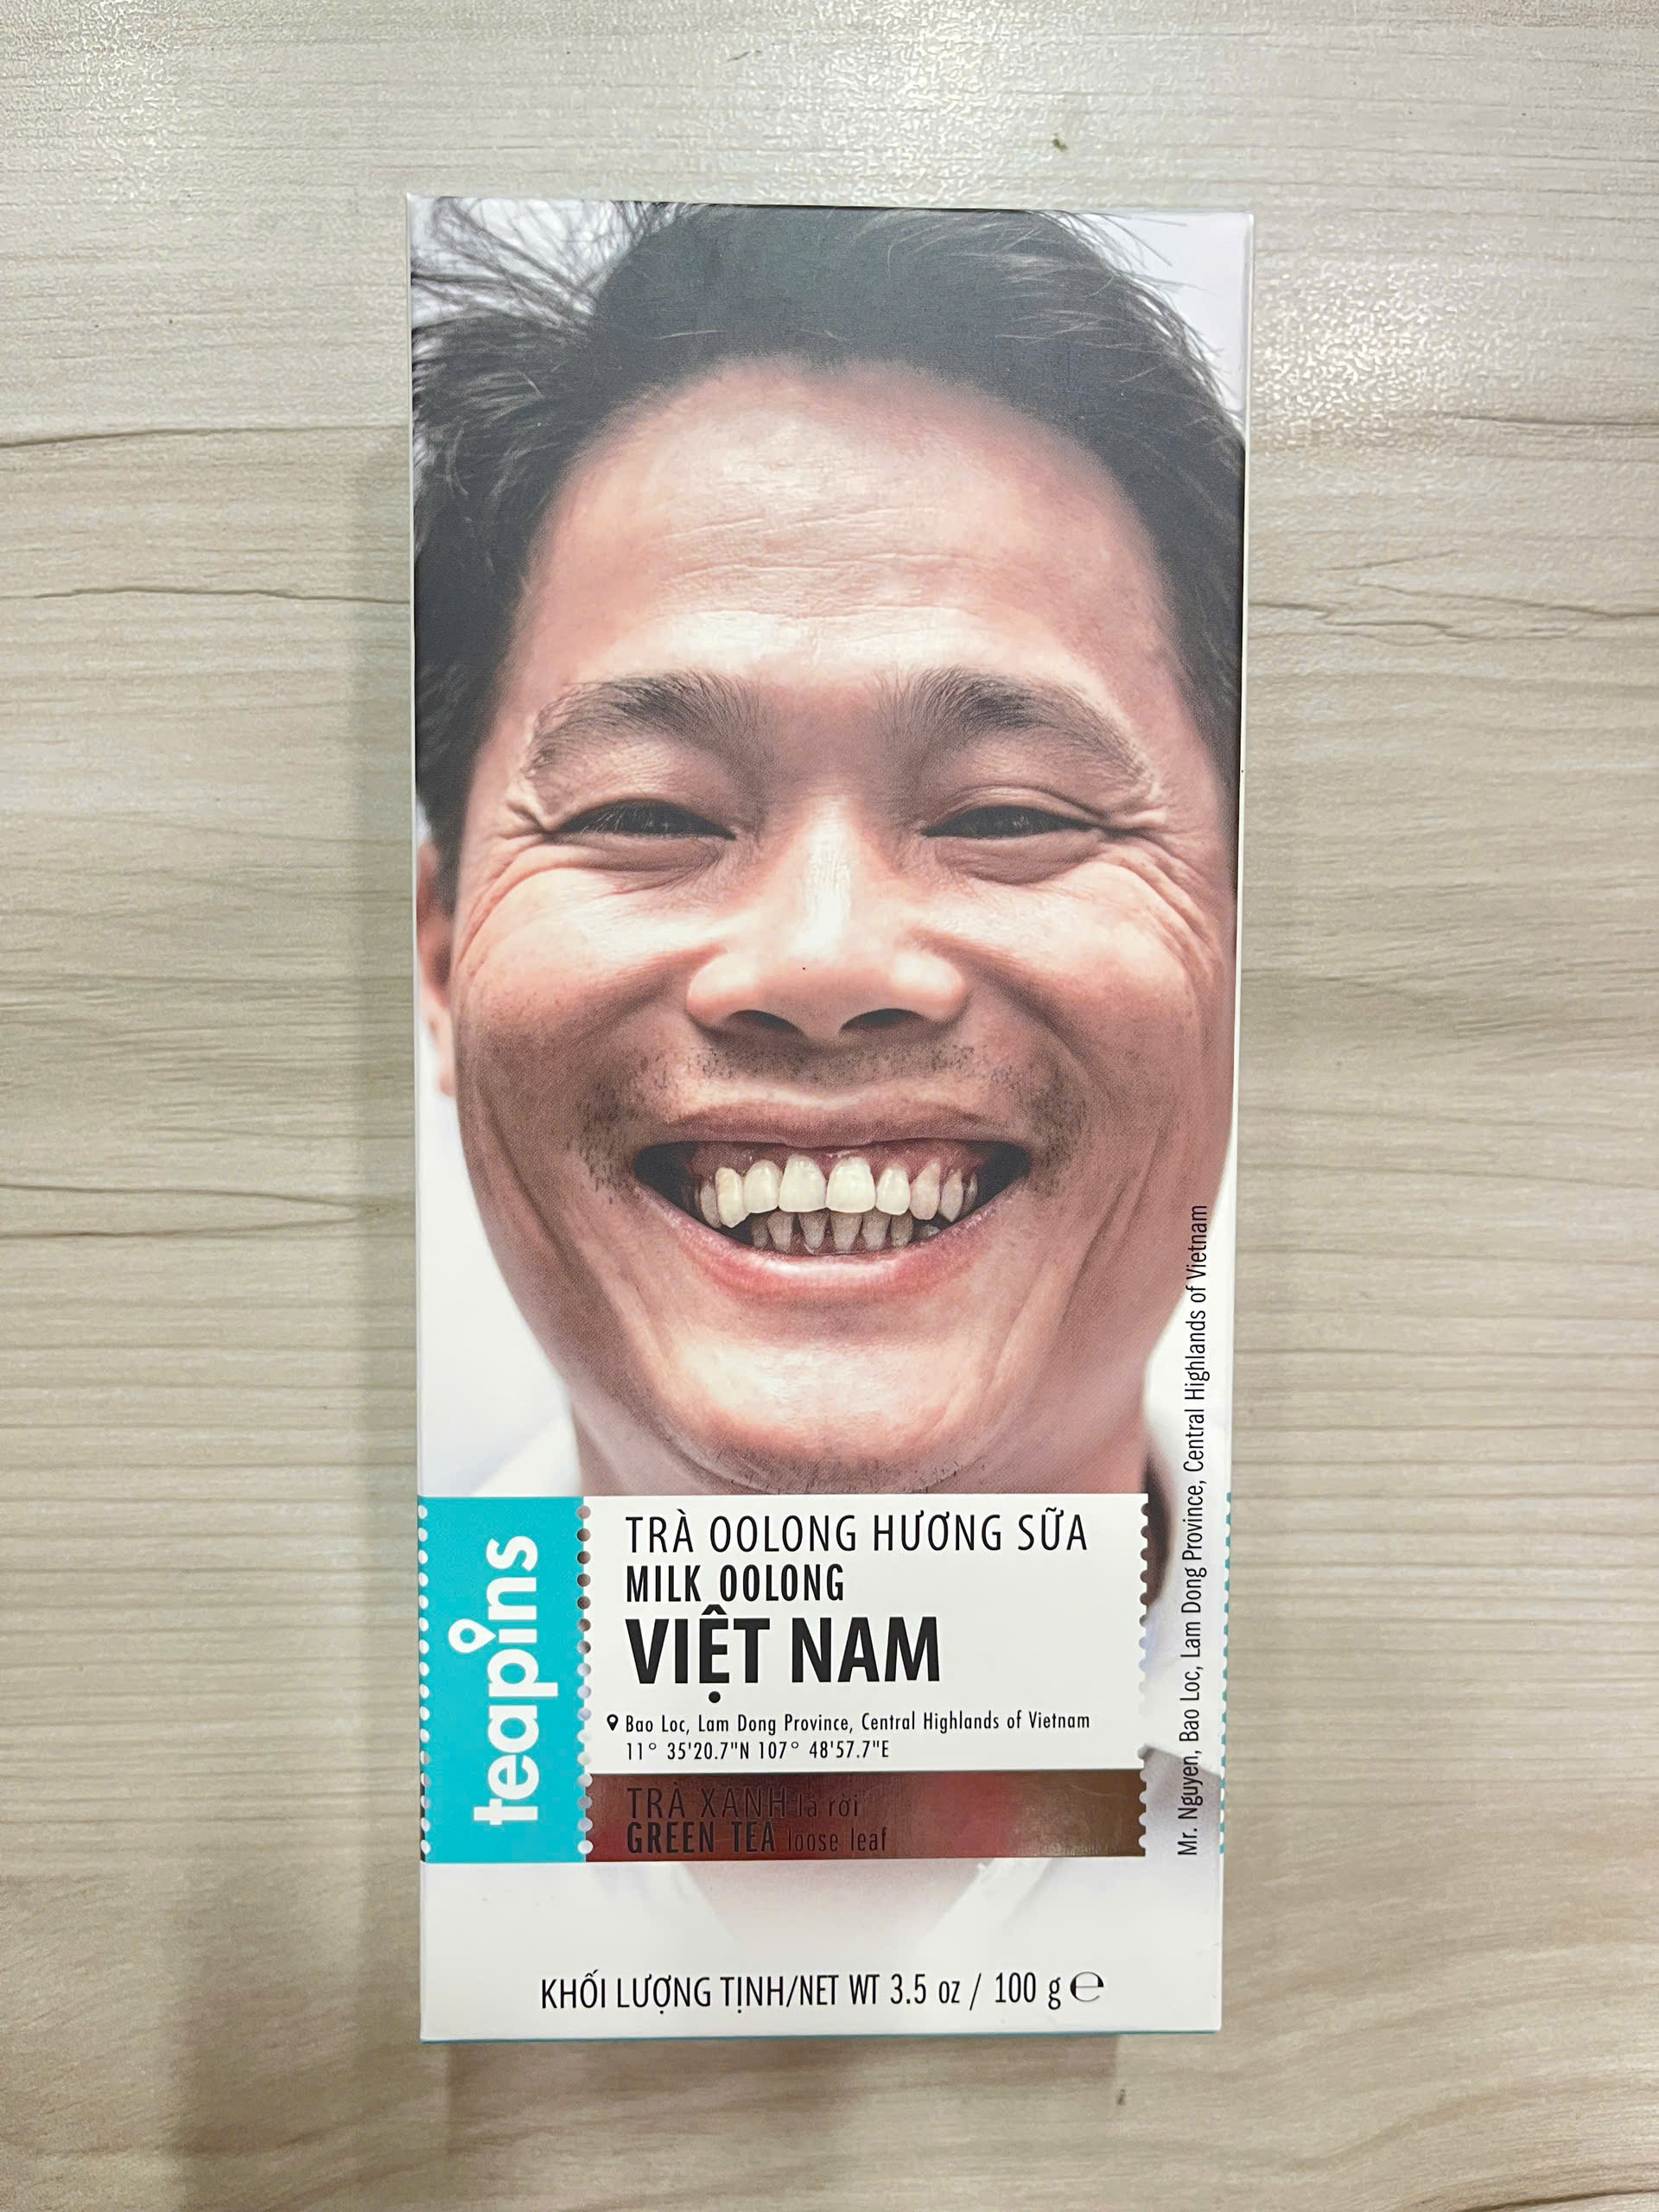 teapins
TRÀ OOLONG HƯƠNG SỮA
MILK OOLONG
VIỆT NAM
Bao Loc, Lam Dong Province, Central Highlands of Vietnam
11° 35'20.7"N 107° 48'57.7"E
TRÀ XANH lá rời
GREEN TEA loose leaf
Mr. Nguyen, Bao Loc, Lam Dong Province, Central Highlands of Vietnam
KHỐI LƯỢNG TỊNH/NET WT 3.5 oz / 100 g ℮